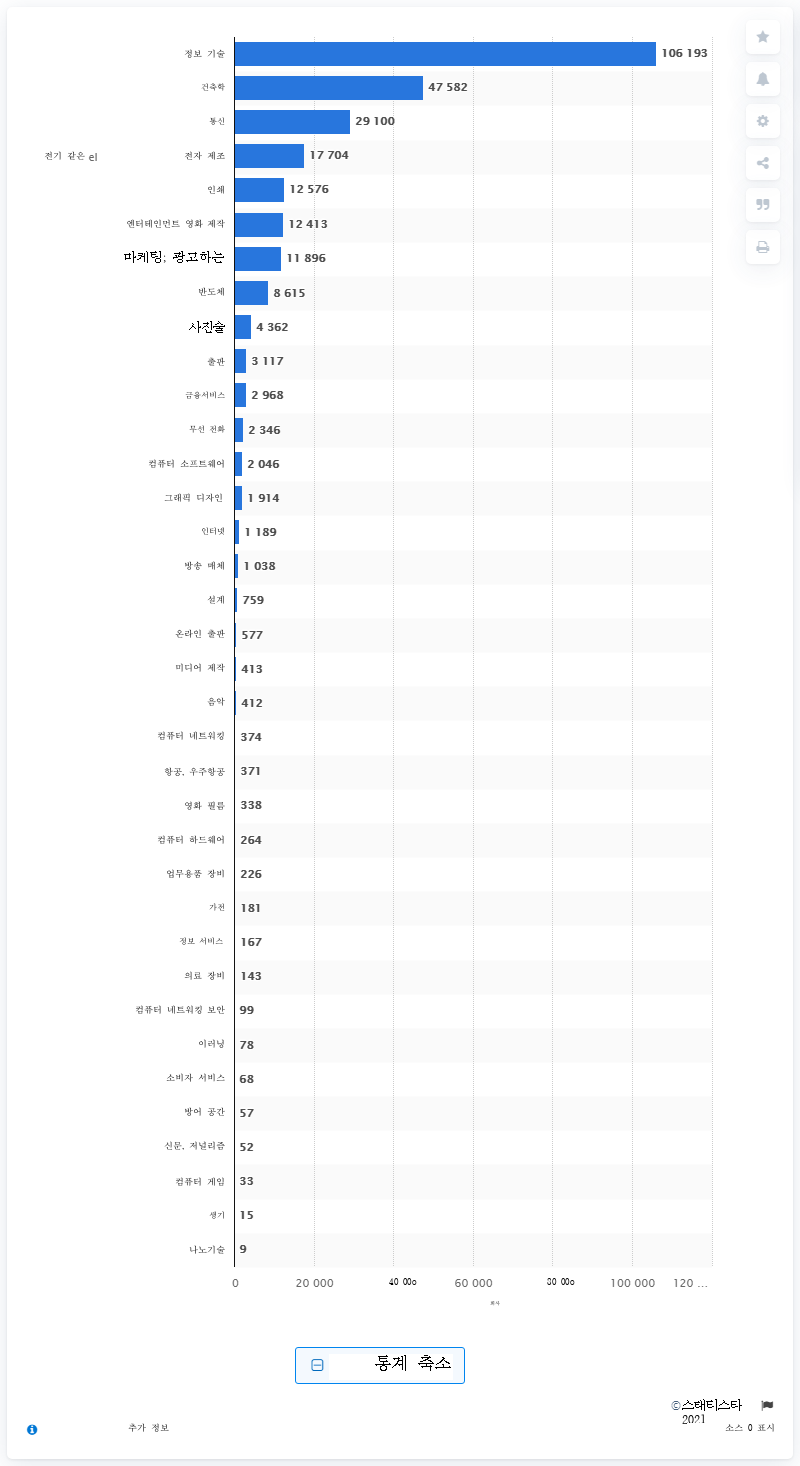 정보 기술 106 193
건축학 47 582
통신 29 100
전기 같은 el 전자 제조 17 704
인쇄 12 576
엔터테인먼트 영화 제작 12 413
마케팅; 광고하는 11 896
반도체 8 615
사진술 4 362
출판 3 117
금융서비스 2 968
무선 전화 2 346
컴퓨터 소프트웨어 2 046
그래픽 디자인 1 914
인터넷 1 189
방송 매체 1 038
설계 759
온라인 출판 577
미디어 제작 413
음악 412
컴퓨터 네트워킹 374
항공, 우주항공 371
영화 필름 338
컴퓨터 하드웨어 264
업무용품 장비 226
가전 181
정보 서비스 167
의료 장비 143
컴퓨터 네트워킹 보안 99
이러닝 78
소비자 서비스 68
방어 공간 57
신문, 저널리즘 52
컴퓨터 게임 33
생기 15
나노기술 9
0 20 000 40 00o 60 000 80 00o 100 000 120 ...
통계 축소
©스태티스타
2021
추가 정보 소스 0 표시